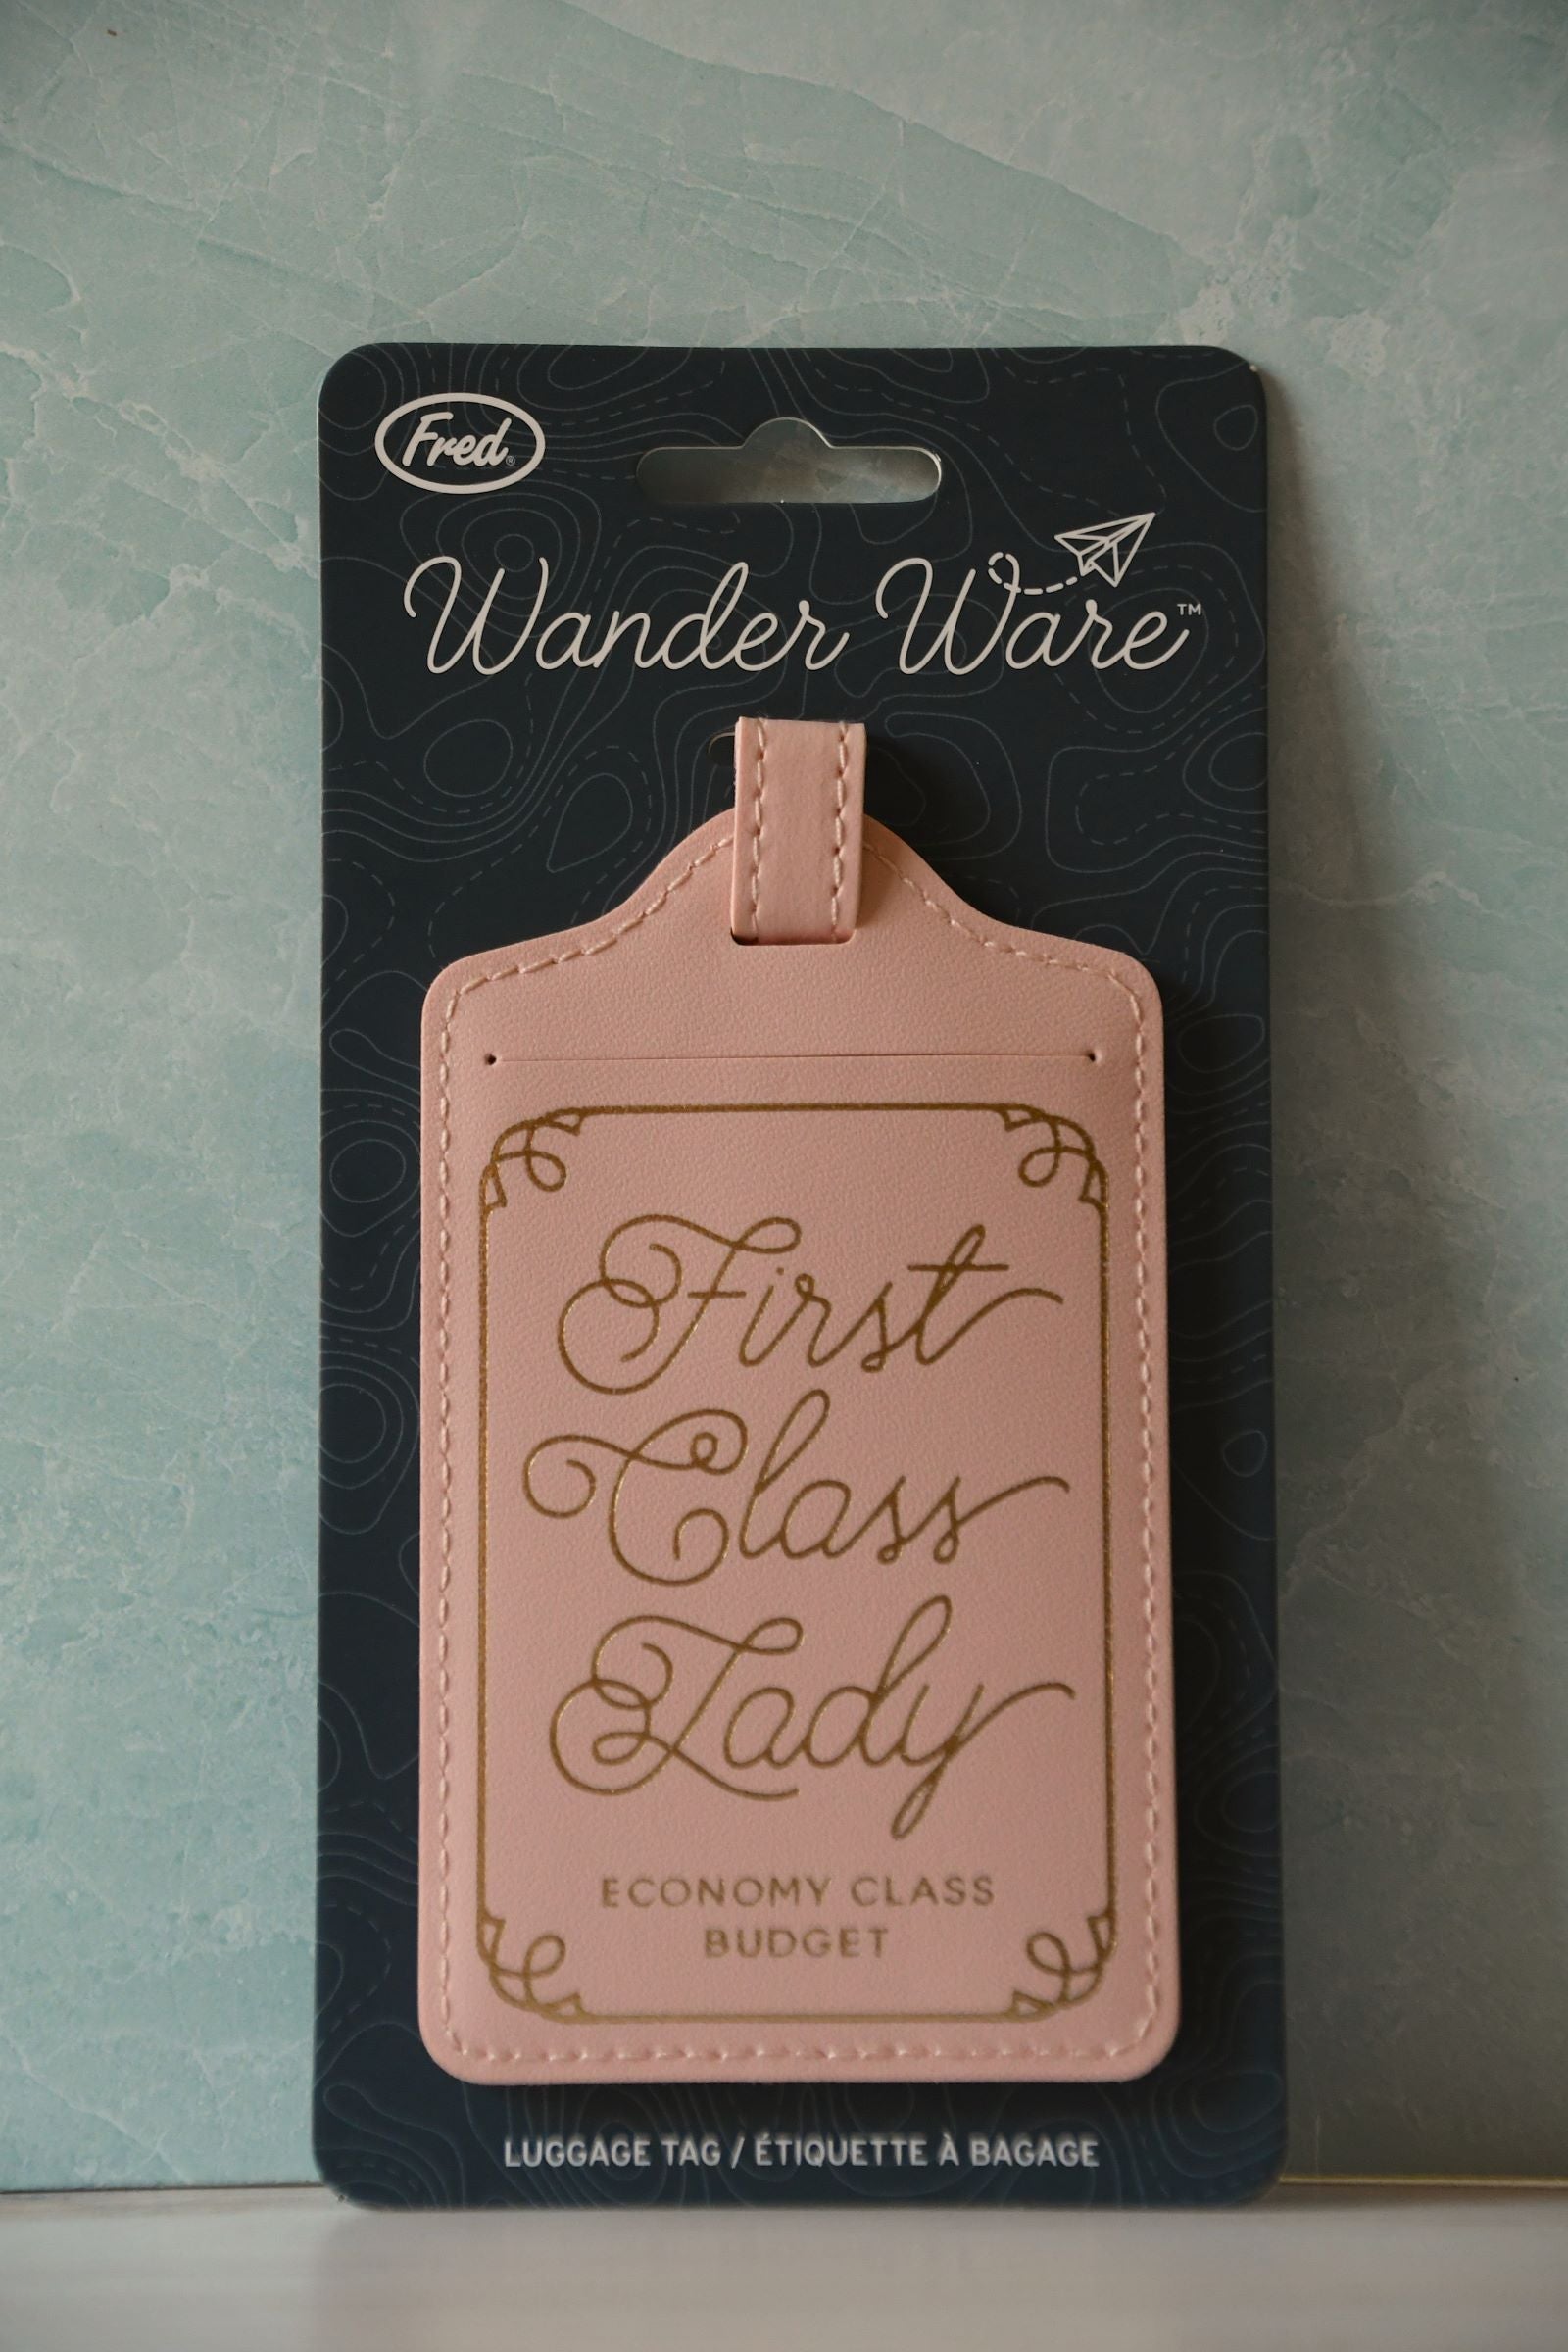 Fred®
Wander Ware™
First
Class
Lady
ECONOMY CLASS
BUDGET
LUGGAGE TAG / ÉTIQUETTE À BAGAGE